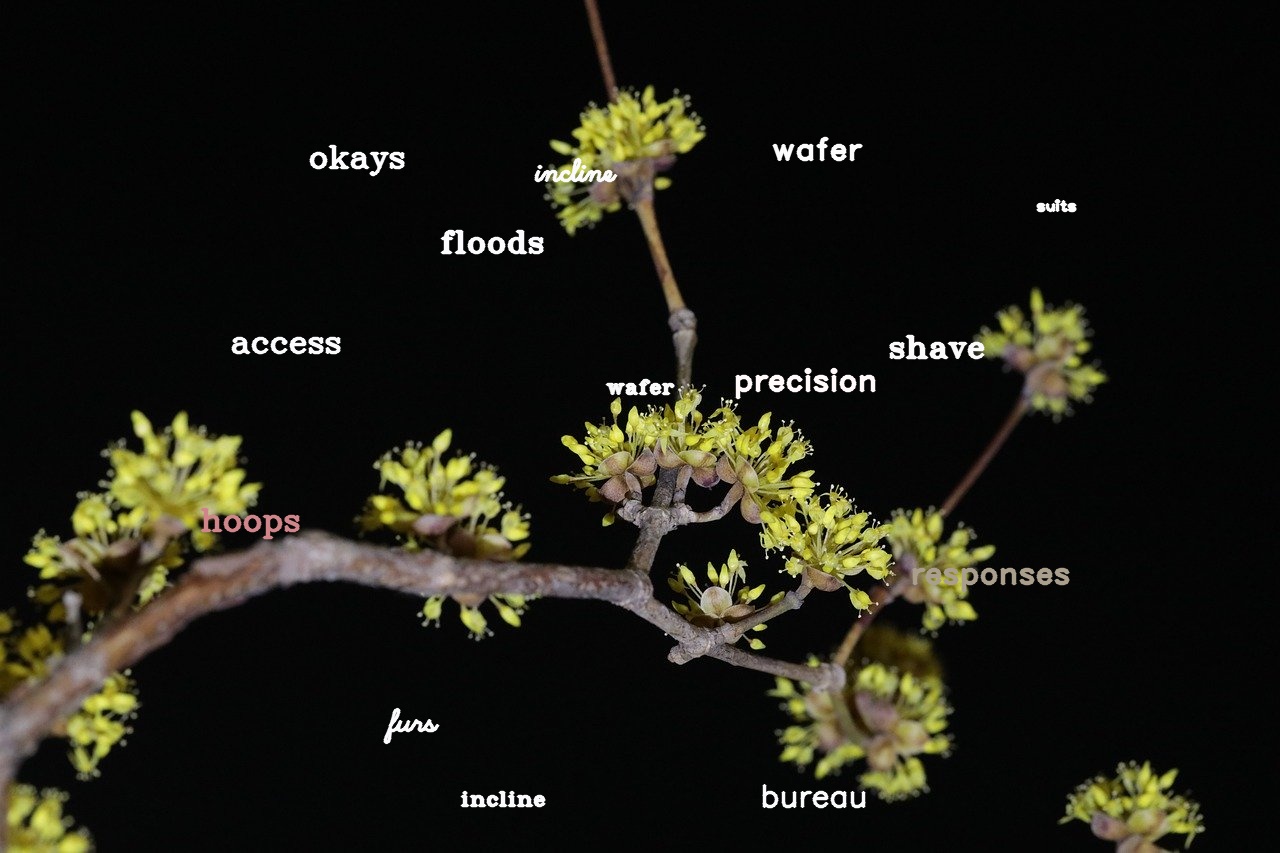 okays
wafer
incline
suits
floods
access
shave
wafer
precision
hoops
responses
furs
incline
bureau